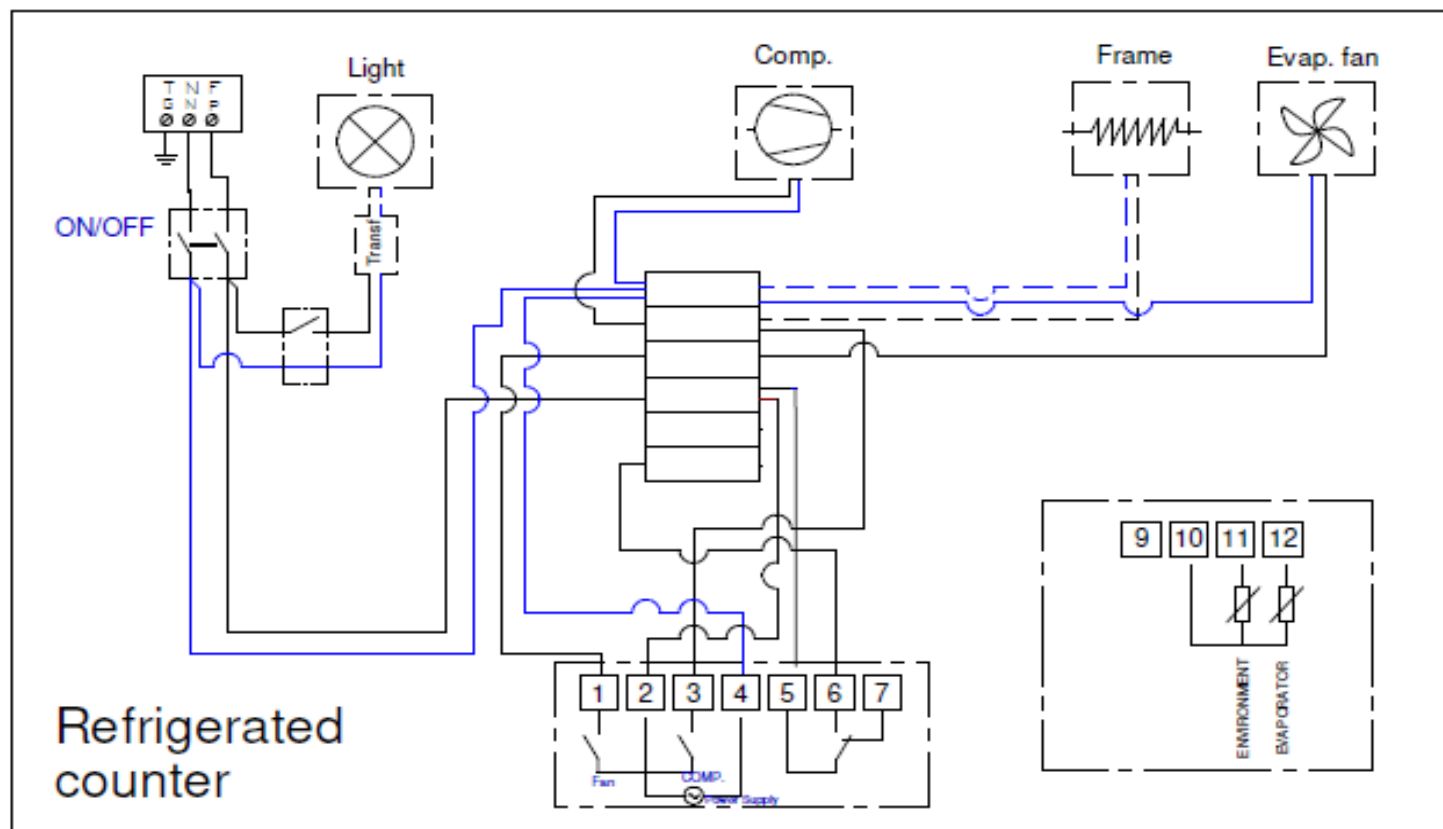 Light
Comp.
Frame
Evap. fan
T N F
G N P
ON/OFF
Transf
9 10 11 12
ENVIRONMENT
EVAPORATOR
1 2 3 4 5 6 7
Fan
COMP.
Power Supply
Refrigerated
counter